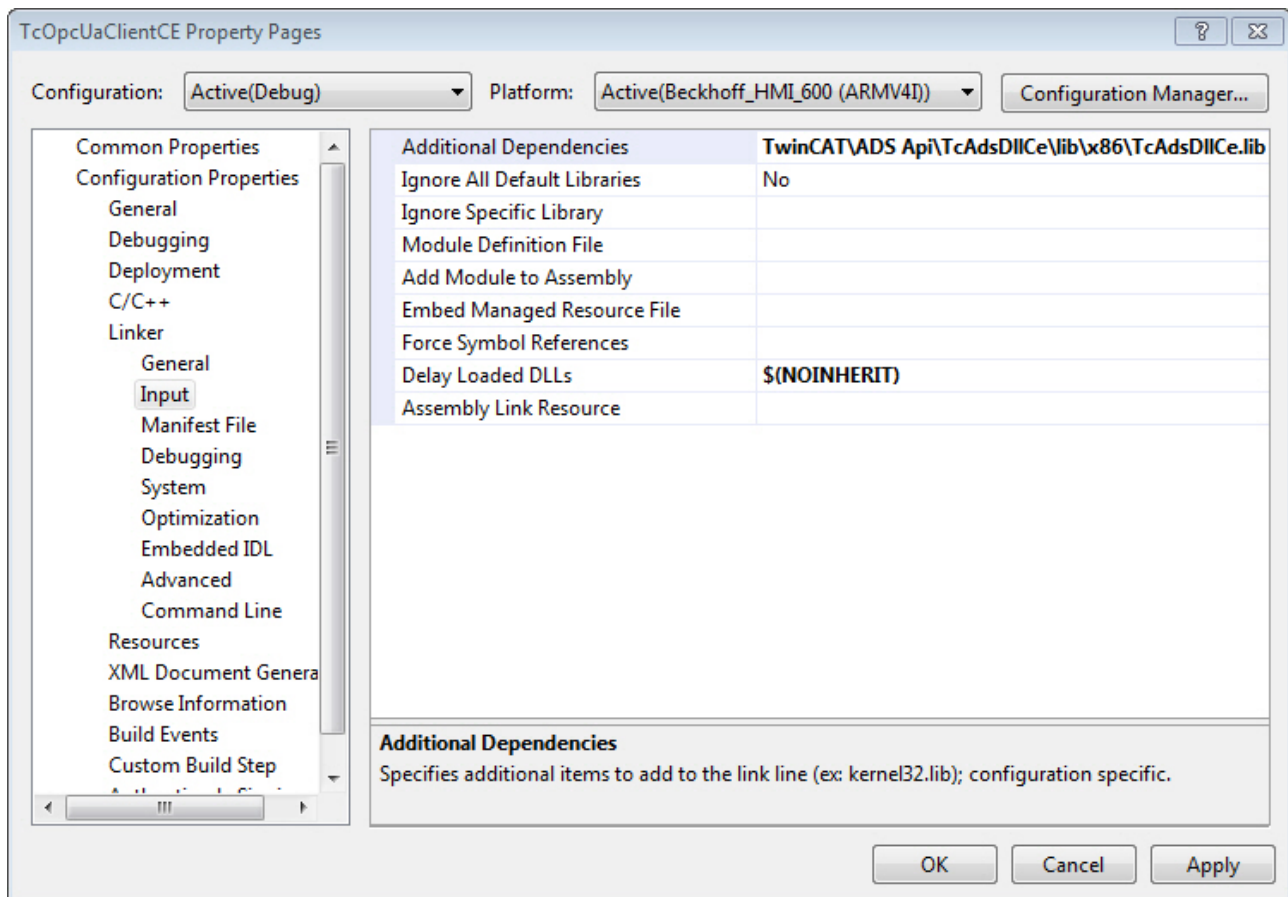 TcOpcUaClientCE Property Pages
Configuration: Active(Debug) Platform: Active(Beckhoff_HMI_600 (ARMV4I)) Configuration Manager...
Common Properties
Configuration Properties
General
Debugging
Deployment
C/C++
Linker
General
Input
Manifest File
Debugging
System
Optimization
Embedded IDL
Advanced
Command Line
Resources
XML Document Genera
Browse Information
Build Events
Custom Build Step
Additional Dependencies TwinCAT\ADS Api\TcAdsDllCe\lib\x86\TcAdsDllCe.lib
Ignore All Default Libraries No
Ignore Specific Library
Module Definition File
Add Module to Assembly
Embed Managed Resource File
Force Symbol References
Delay Loaded DLLs $(NOINHERIT)
Assembly Link Resource
Additional Dependencies
Specifies additional items to add to the link line (ex: kernel32.lib); configuration specific.
OK Cancel Apply